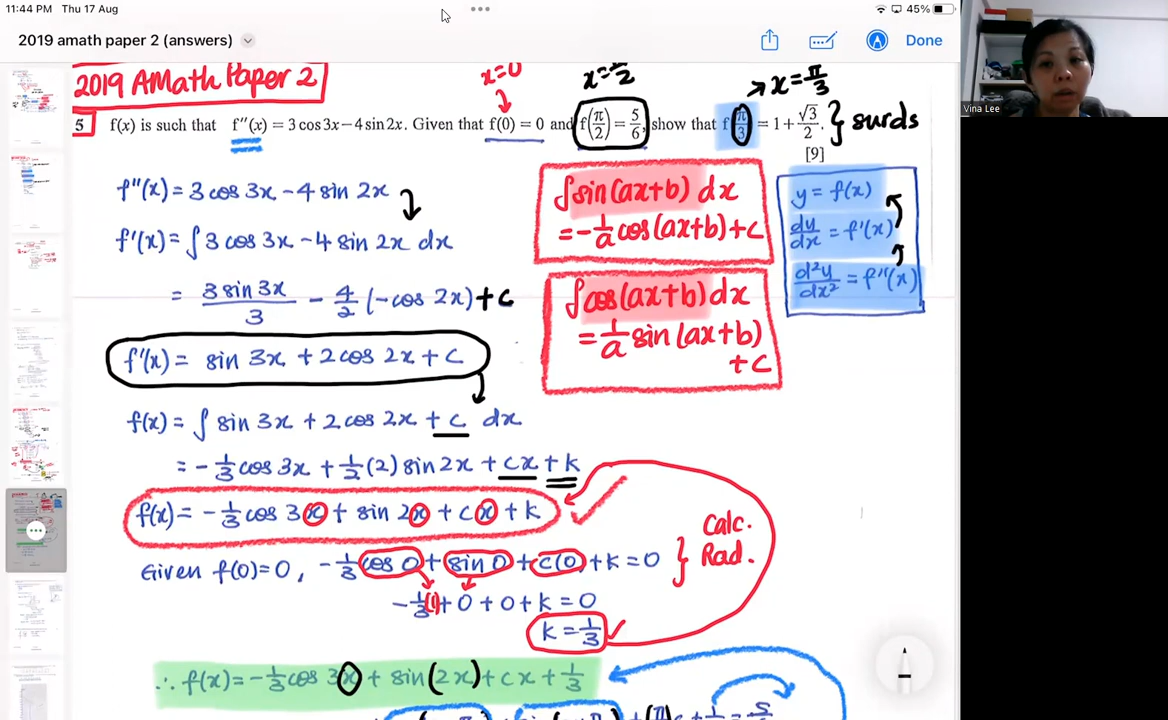 11:44 PM Thu 17 Aug
45%
2019 amath paper 2 (answers)
Done
Vina Lee
2019 AMath Paper 2
x=0
x=π/2
→ x=π/3
5 f(x) is such that f″(x) = 3 cos 3x − 4 sin 2x. Given that f(0) = 0 and f(π/2) = 5/6, show that f(π/3) = 1 + √3/2. } surds
[9]
f″(x) = 3 cos 3x − 4 sin 2x
f′(x) = ∫ 3 cos 3x − 4 sin 2x dx
= 3 sin 3x/3 − 4/2 (−cos 2x) + c
f′(x) = sin 3x + 2 cos 2x + c
f(x) = ∫ sin 3x + 2 cos 2x + c dx
= −1/3 cos 3x + 1/2 (2) sin 2x + cx + k
f(x) = −1/3 cos 3x + sin 2x + cx + k
Given f(0)=0, −1/3 cos 0 + sin 0 + c(0) + k = 0
−1/3(1) + 0 + 0 + k = 0
k = 1/3
} Calc.
Rad.
∴ f(x) = −1/3 cos 3x + sin(2x) + cx + 1/3
∫ sin(ax+b) dx
= −1/a cos(ax+b) + c
∫ cos(ax+b) dx
= 1/a sin(ax+b)
+ c
y = f(x)
dy/dx = f′(x)
d²y/dx² = f″(x)